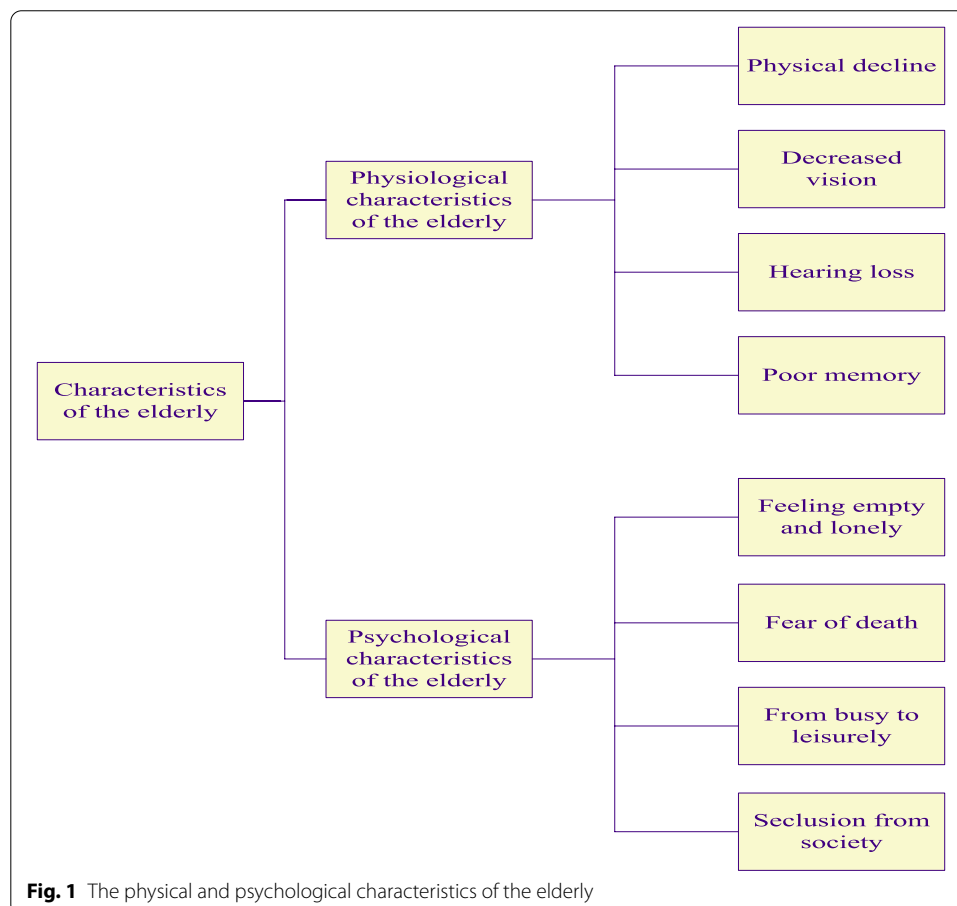 Physical decline
Decreased
vision
Physiological
characteristics
of the elderly
Hearing loss
Poor memory
Characteristics
of the elderly
Feeling empty
and lonely
Fear of death
Psychological
characteristics
of the elderly
From busy to
leisurely
Seclusion from
society
Fig. 1 The physical and psychological characteristics of the elderly